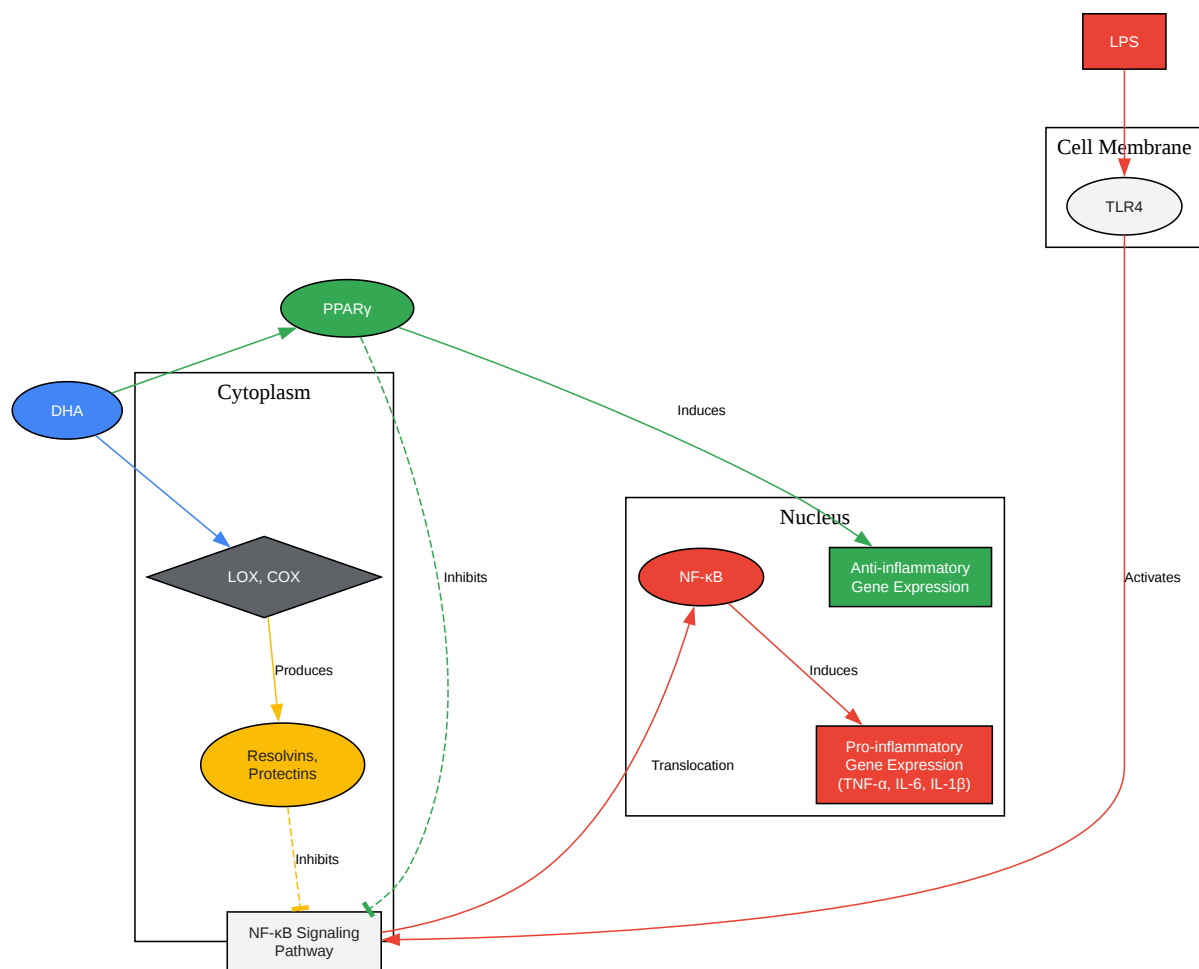 LPS
Cell Membrane
TLR4
PPARγ
Cytoplasm
DHA
Induces
Nucleus
LOX, COX
Inhibits
NF-κB
Anti-inflammatory
Gene Expression
Activates
Produces
Induces
Resolvins,
Protectins
Translocation
Pro-inflammatory
Gene Expression
(TNF-α, IL-6, IL-1β)
Inhibits
NF-κB Signaling
Pathway